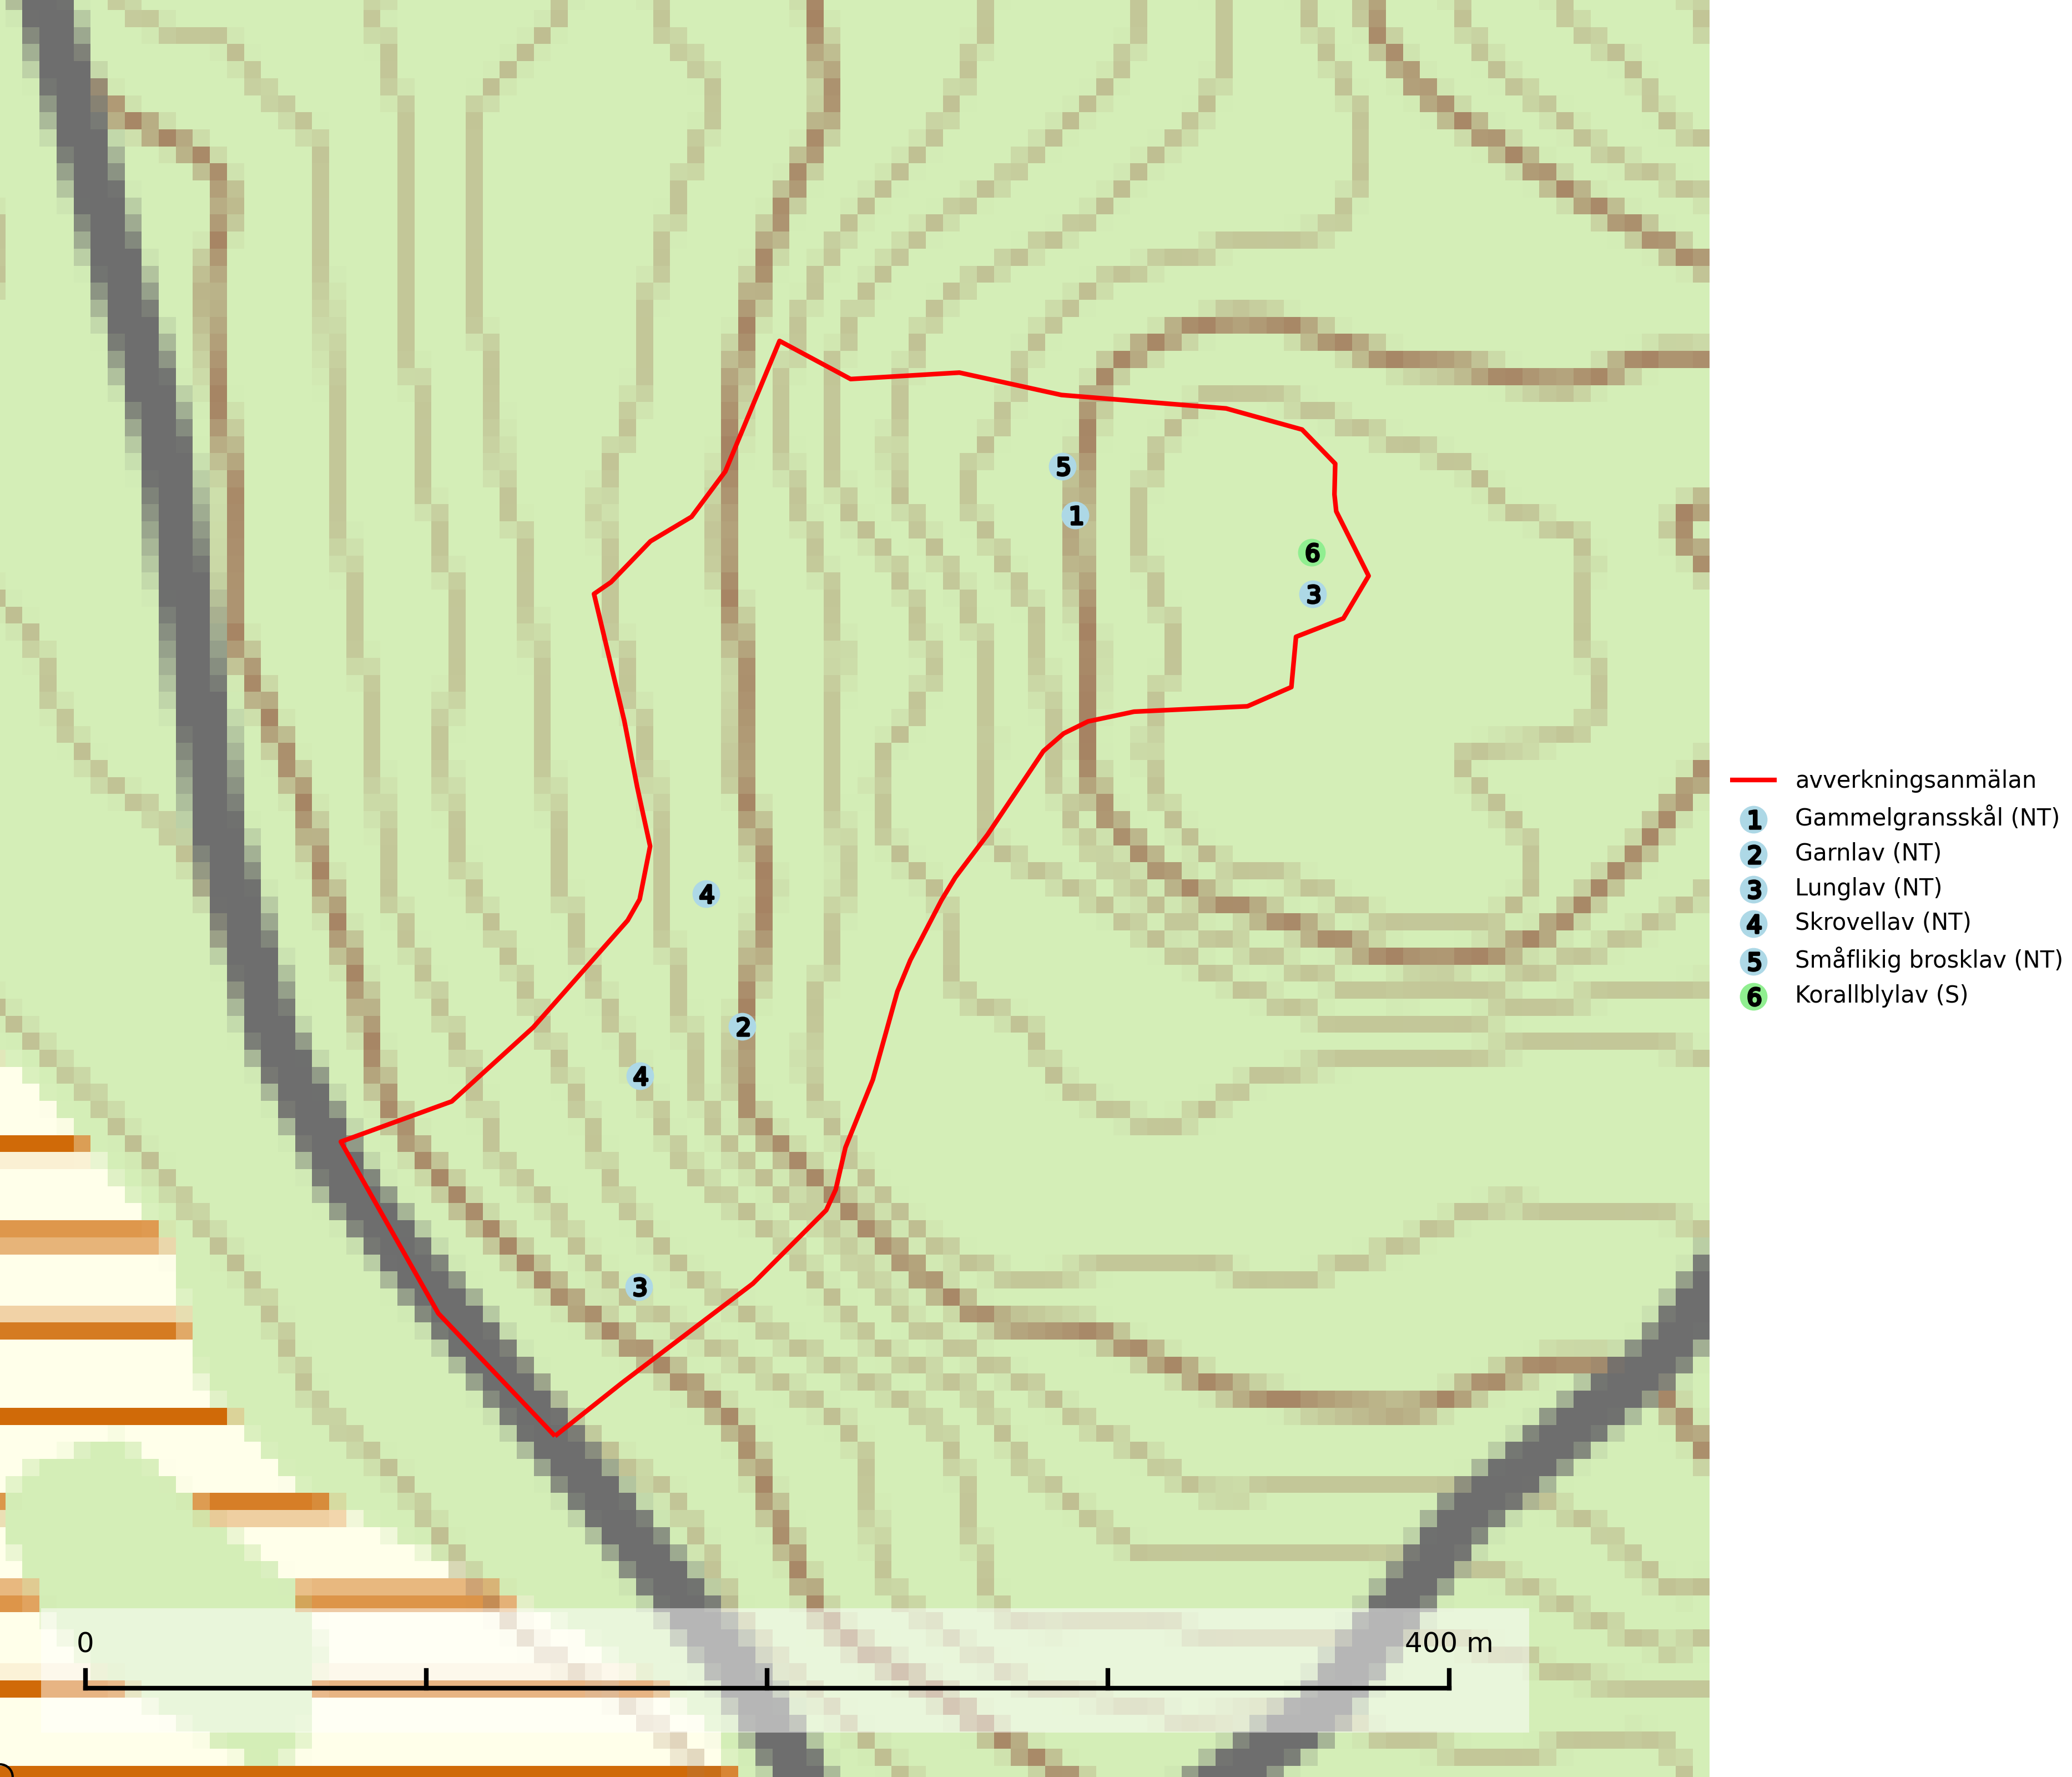 5
1
6
3
4
2
4
3
avverkningsanmälan
1 Gammelgransskål (NT)
2 Garnlav (NT)
3 Lunglav (NT)
4 Skrovellav (NT)
5 Småflikig brosklav (NT)
6 Korallblylav (S)
0 400 m